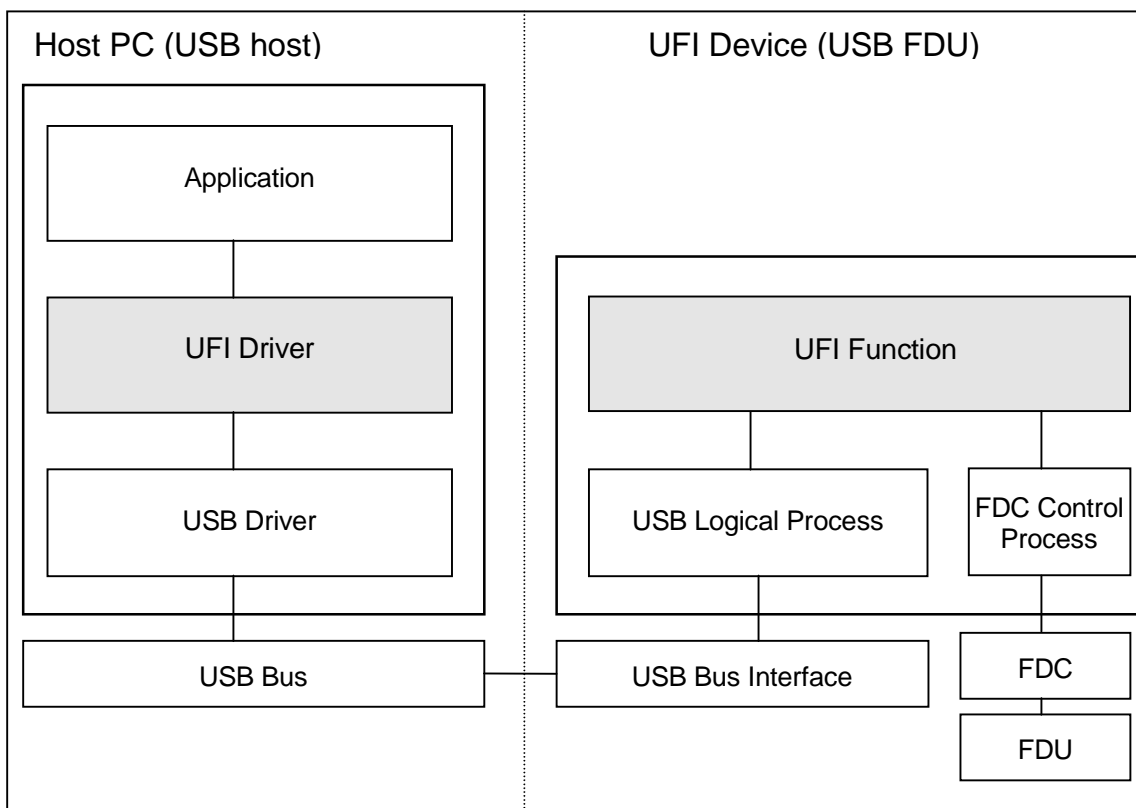 Host PC (USB host)
UFI Device (USB FDU)
Application
UFI Driver
UFI Function
USB Driver
USB Logical Process
FDC Control
Process
USB Bus
USB Bus Interface
FDC
FDU